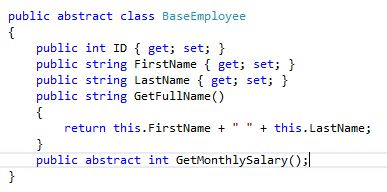 public abstract class BaseEmployee
{
    public int ID { get; set; }
    public string FirstName { get; set; }
    public string LastName { get; set; }
    public string GetFullName()
    {
        return this.FirstName + " " + this.LastName;
    }
    public abstract int GetMonthlySalary();
}